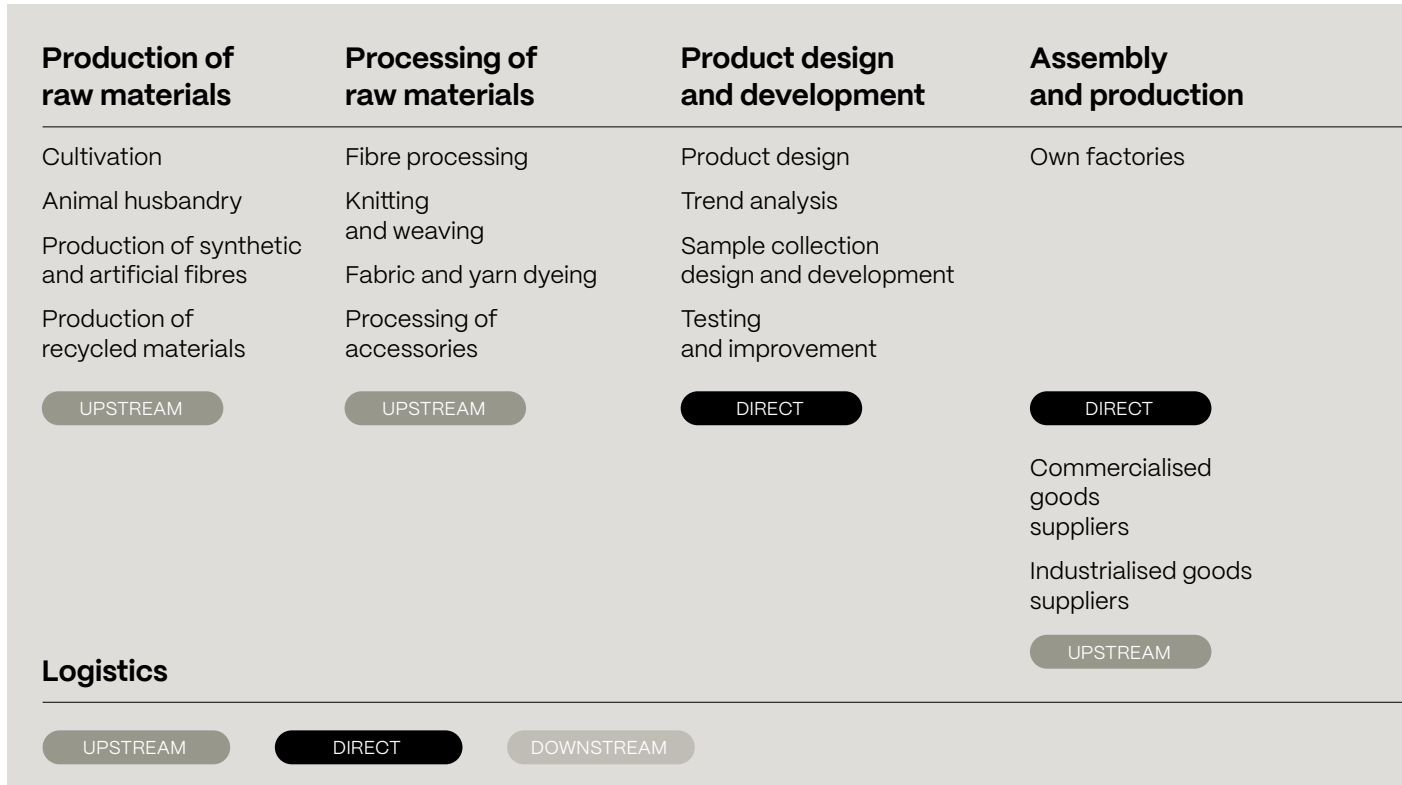 Production of
raw materials
Cultivation
Animal husbandry
Production of synthetic
and artificial fibres
Production of
recycled materials
UPSTREAM
Processing of
raw materials
Fibre processing
Knitting
and weaving
Fabric and yarn dyeing
Processing of
accessories
UPSTREAM
Product design
and development
Product design
Trend analysis
Sample collection
design and development
Testing
and improvement
DIRECT
Assembly
and production
Own factories
DIRECT
Commercialised
goods
suppliers
Industrialised goods
suppliers
UPSTREAM
Logistics
UPSTREAM
DIRECT
DOWNSTREAM